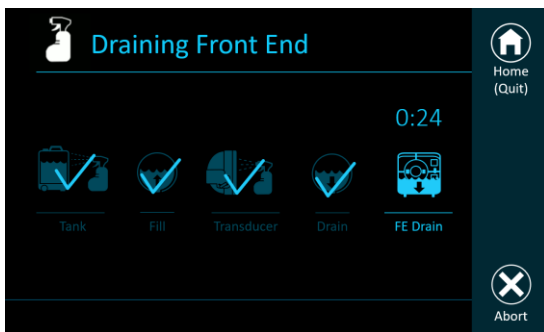 Draining Front End
Home
(Quit)
0:24
Tank Fill Transducer Drain FE Drain
Abort